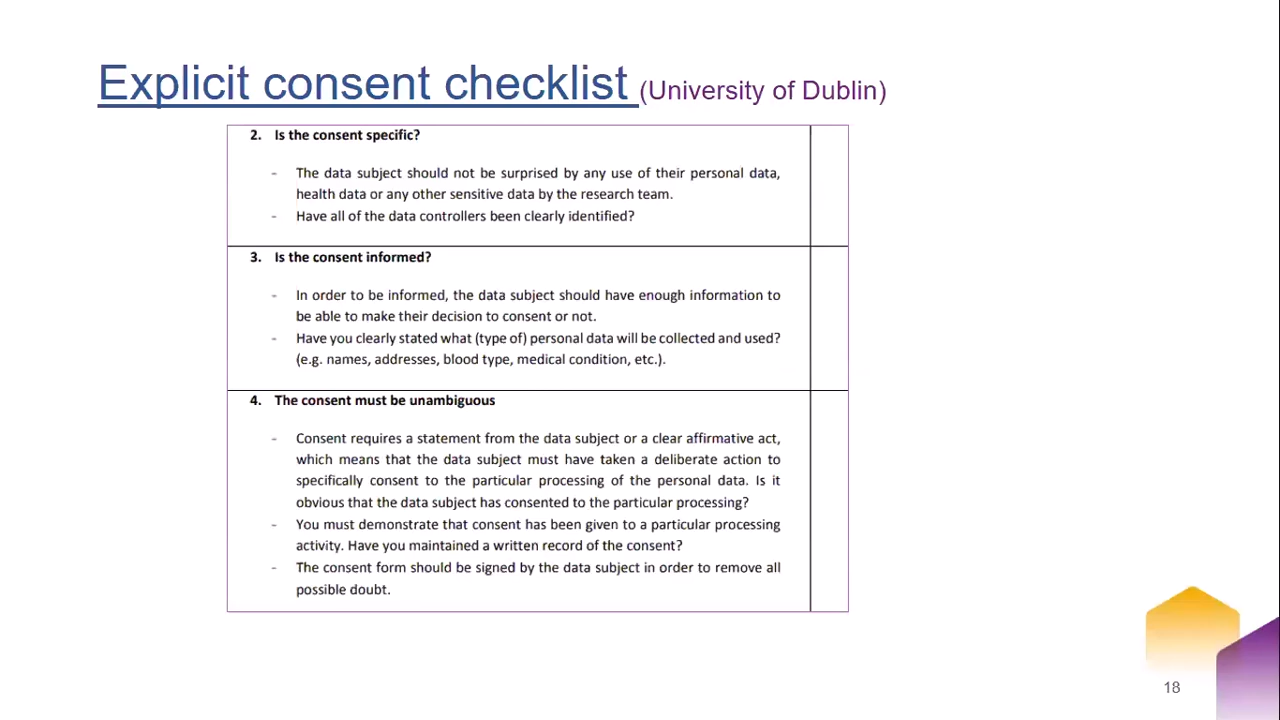 Explicit consent checklist (University of Dublin)
2. Is the consent specific?
- The data subject should not be surprised by any use of their personal data,
health data or any other sensitive data by the research team.
- Have all of the data controllers been clearly identified?
3. Is the consent informed?
- In order to be informed, the data subject should have enough information to
be able to make their decision to consent or not.
- Have you clearly stated what (type of) personal data will be collected and used?
(e.g. names, addresses, blood type, medical condition, etc.).
4. The consent must be unambiguous
- Consent requires a statement from the data subject or a clear affirmative act,
which means that the data subject must have taken a deliberate action to
specifically consent to the particular processing of the personal data. Is it
obvious that the data subject has consented to the particular processing?
- You must demonstrate that consent has been given to a particular processing
activity. Have you maintained a written record of the consent?
- The consent form should be signed by the data subject in order to remove all
possible doubt.
18